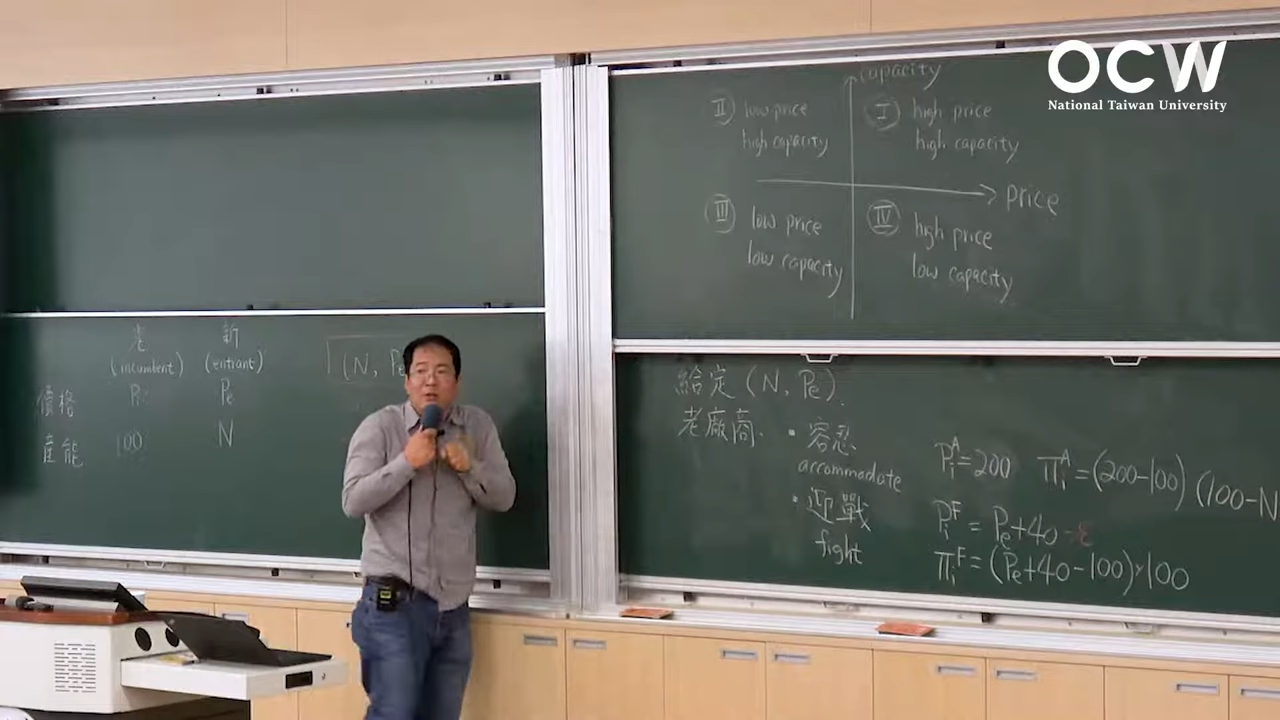 OCW
National Taiwan University
capacity
II low price
high capacity
I high price
high capacity
price
III low price
low capacity
IV high price
low capacity
老 新
(incumbent) (entrant)
價格 Pi Pe
產能 100 N
(N, Pe
給定 (N, Pe).
老廠商 • 容忍
accommodate
Pi^A=200 πi^A=(200-100)(100-N
• 迎戰
fight
Pi^F = Pe+40-ε
πi^F=(Pe+40-100)×100